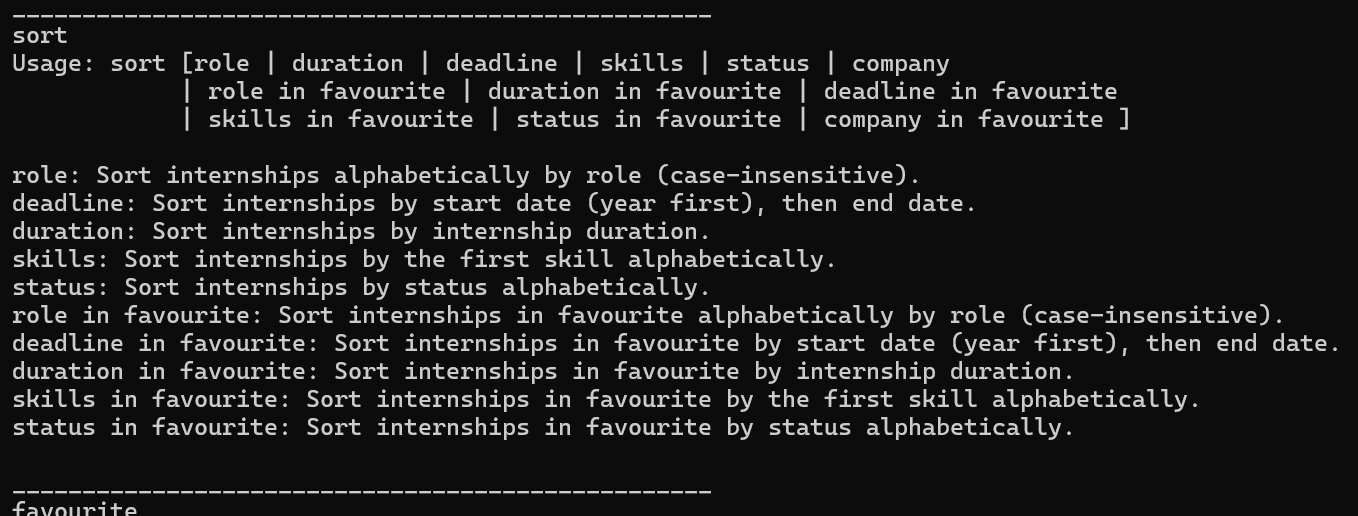 __________________________________________________
sort
Usage: sort [role | duration | deadline | skills | status | company
| role in favourite | duration in favourite | deadline in favourite
| skills in favourite | status in favourite | company in favourite ]
role: Sort internships alphabetically by role (case-insensitive).
deadline: Sort internships by start date (year first), then end date.
duration: Sort internships by internship duration.
skills: Sort internships by the first skill alphabetically.
status: Sort internships by status alphabetically.
role in favourite: Sort internships in favourite alphabetically by role (case-insensitive).
deadline in favourite: Sort internships in favourite by start date (year first), then end date.
duration in favourite: Sort internships in favourite by internship duration.
skills in favourite: Sort internships in favourite by the first skill alphabetically.
status in favourite: Sort internships in favourite by status alphabetically.
__________________________________________________
favourite